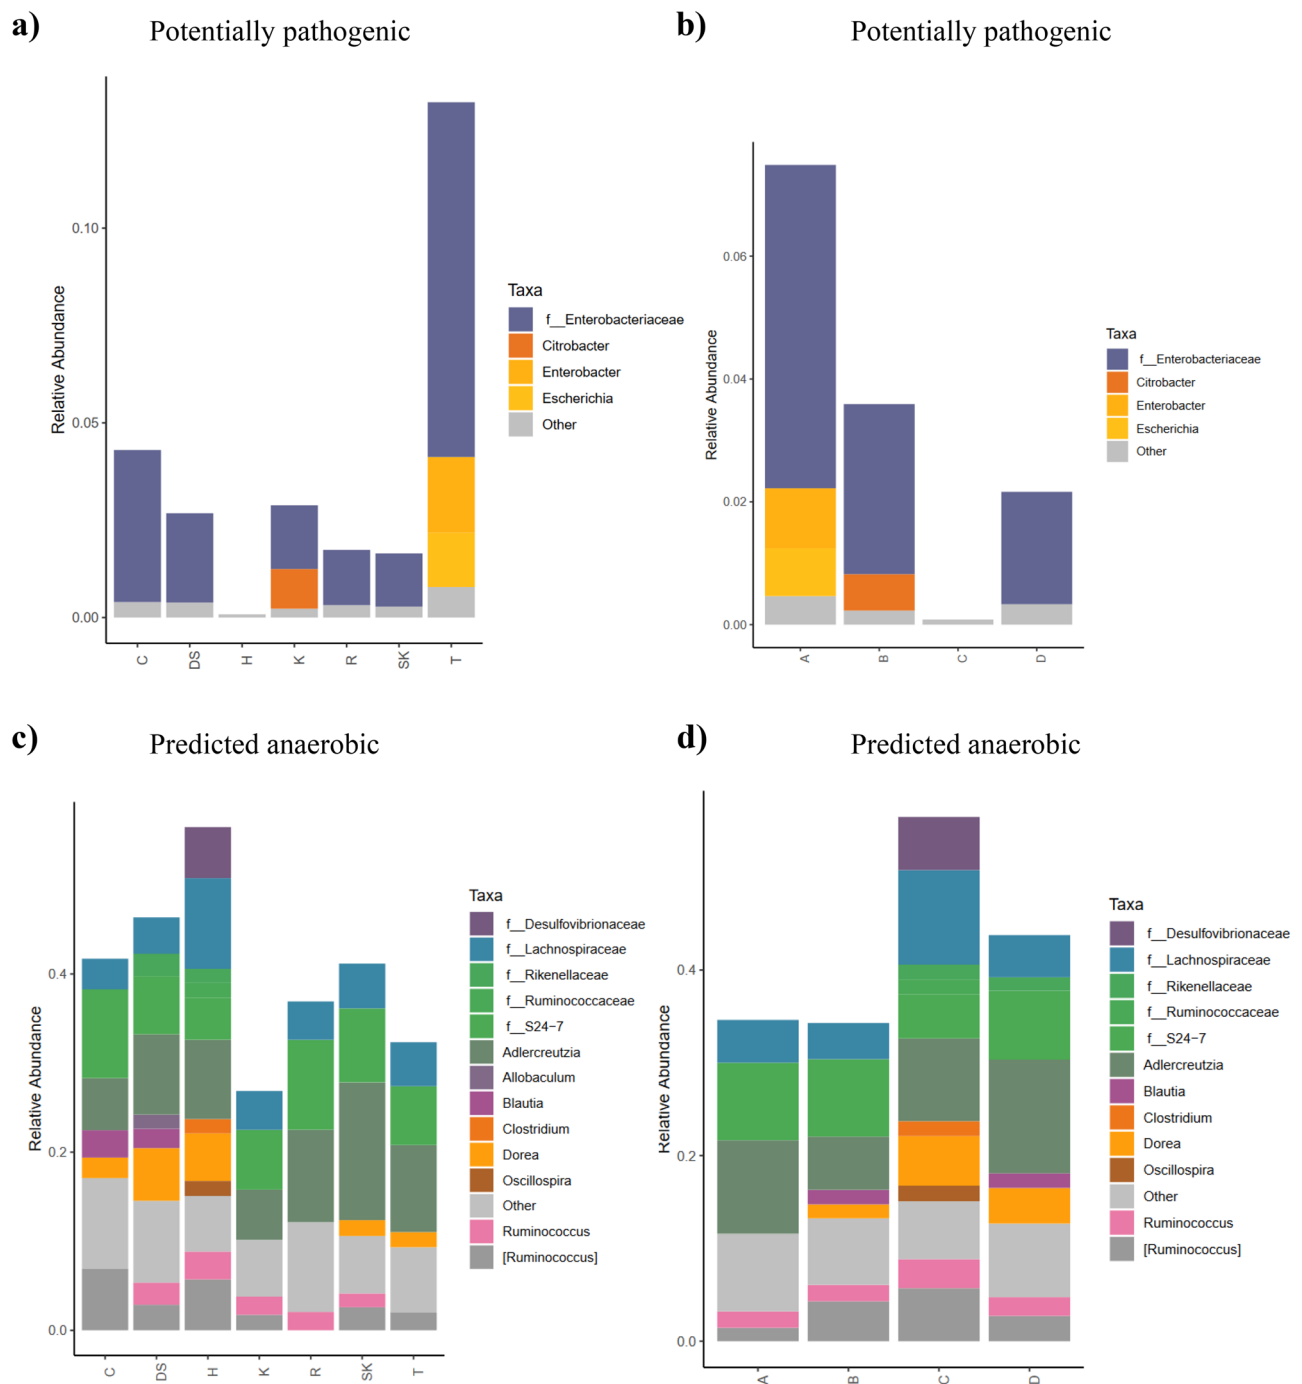 a)
Potentially pathogenic
Relative Abundance
0.10
0.05
0.00
C
DS
H
K
R
SK
T
Taxa
f__Enterobacteriaceae
Citrobacter
Enterobacter
Escherichia
Other
b)
Potentially pathogenic
Relative Abundance
0.06
0.04
0.02
0.00
A
B
C
D
Taxa
f__Enterobacteriaceae
Citrobacter
Enterobacter
Escherichia
Other
c)
Predicted anaerobic
Relative Abundance
0.4
0.2
0.0
C
DS
H
K
R
SK
T
Taxa
f__Desulfovibrionaceae
f__Lachnospiraceae
f__Rikenellaceae
f__Ruminococcaceae
f__S24−7
Adlercreutzia
Allobaculum
Blautia
Clostridium
Dorea
Oscillospira
Other
Ruminococcus
[Ruminococcus]
d)
Predicted anaerobic
Relative Abundance
0.4
0.2
0.0
A
B
C
D
Taxa
f__Desulfovibrionaceae
f__Lachnospiraceae
f__Rikenellaceae
f__Ruminococcaceae
f__S24−7
Adlercreutzia
Blautia
Clostridium
Dorea
Oscillospira
Other
Ruminococcus
[Ruminococcus]